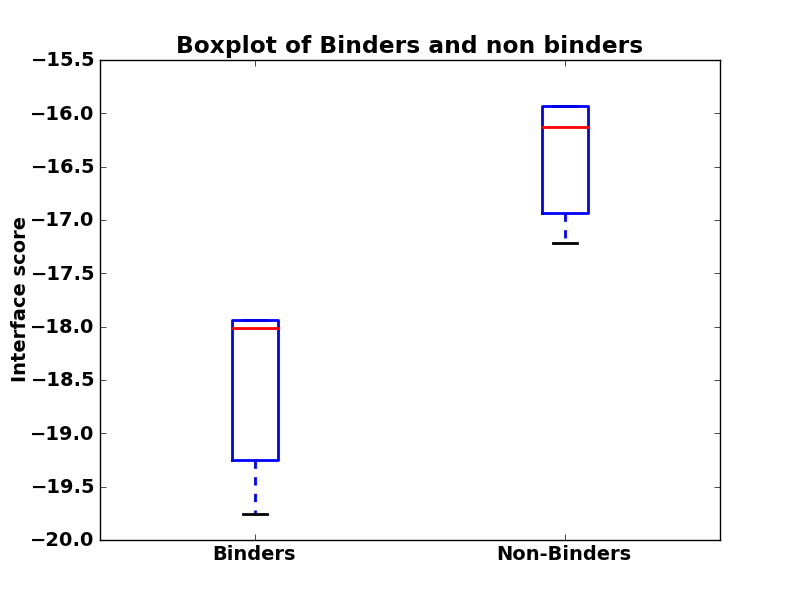 Boxplot of Binders and non binders
Interface score
−15.5
−16.0
−16.5
−17.0
−17.5
−18.0
−18.5
−19.0
−19.5
−20.0
Binders
Non-Binders